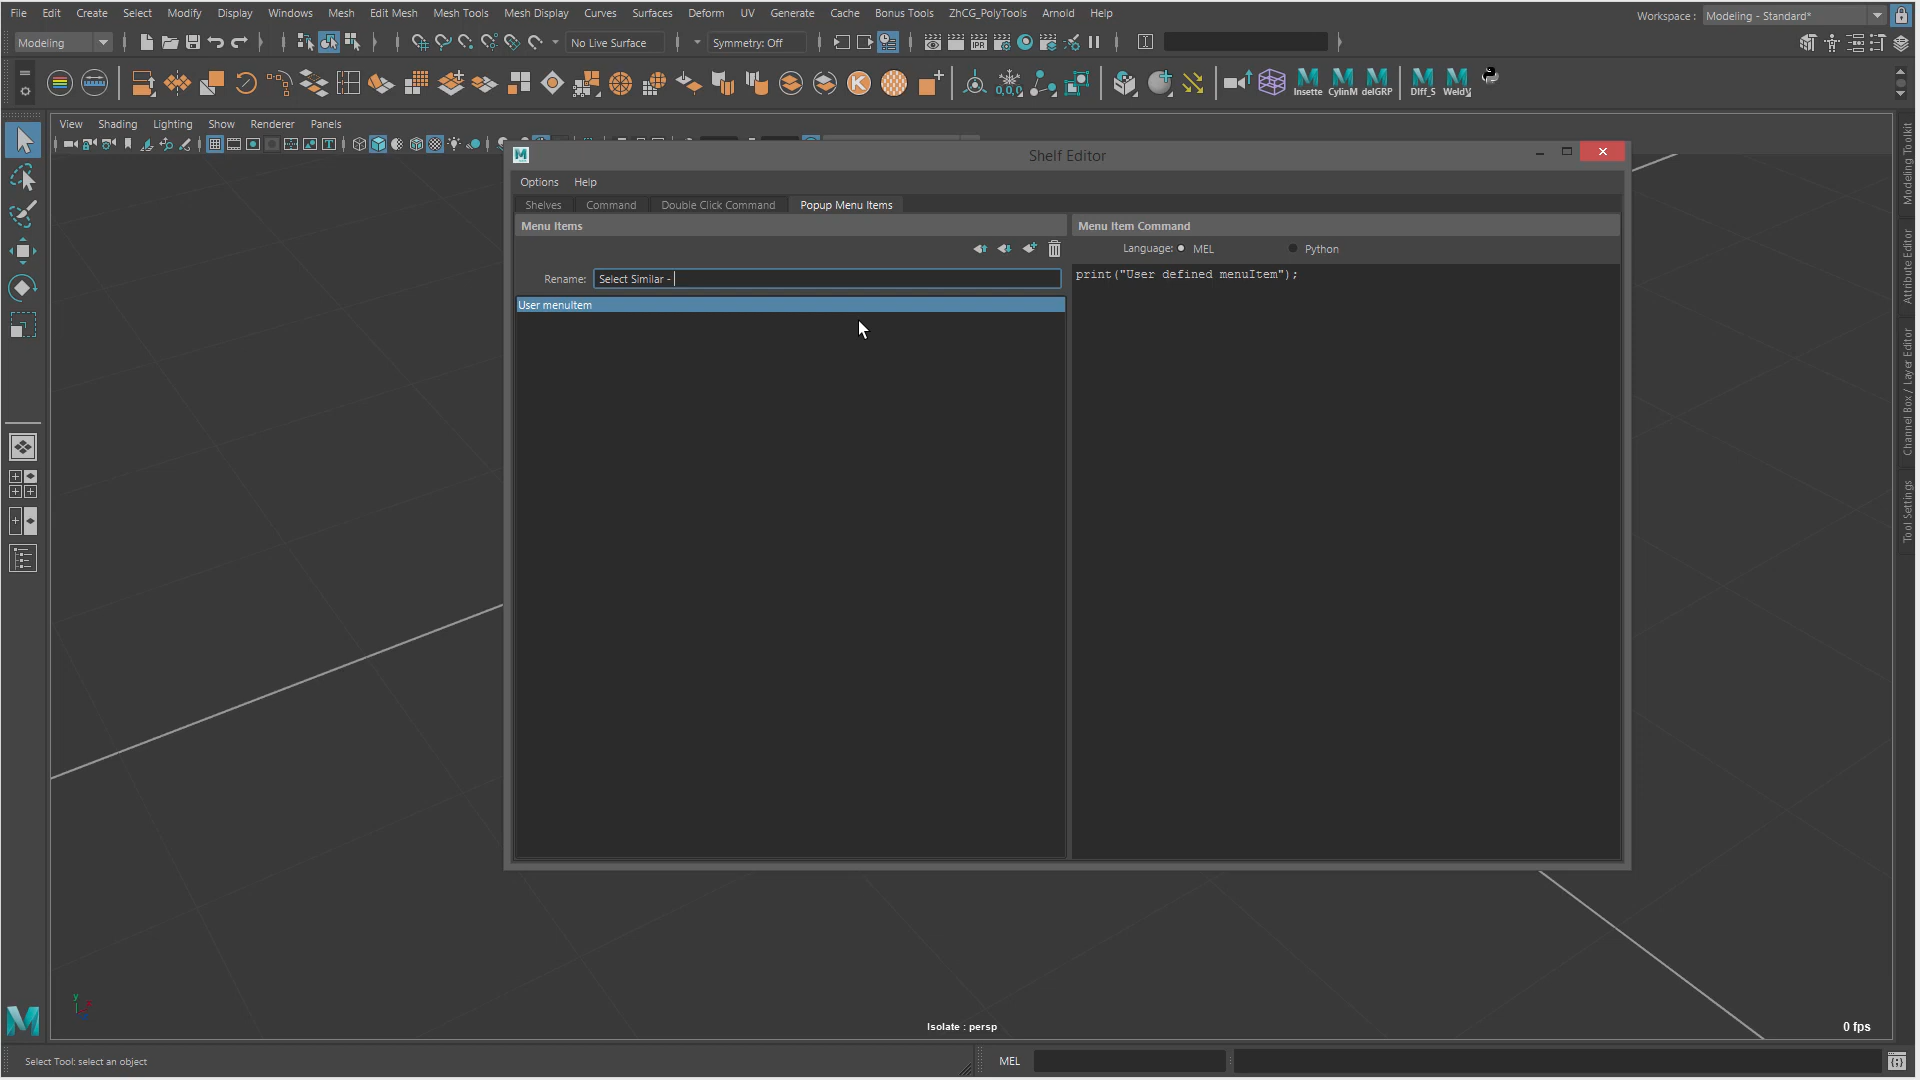 File Edit Create Select Modify Display Windows Mesh Edit Mesh Mesh Tools Mesh Display Curves Surfaces Deform UV Generate Cache Bonus Tools ZhCG_PolyTools Arnold Help Workspace : Modeling - Standard*
Modeling No Live Surface Symmetry: Off
IPR
0,0,0 Insette CylinM delGRP Diff_S WeldV
View Shading Lighting Show Renderer Panels
Shelf Editor
Options Help
Shelves Command Double Click Command Popup Menu Items
Menu Items Menu Item Command
Language: MEL Python
Rename: Select Similar -
print("User defined menuItem");
User menuItem
Modeling Toolkit
Attribute Editor
Channel Box / Layer Editor
Tool Settings
y
Isolate : persp 0 fps
Select Tool: select an object MEL